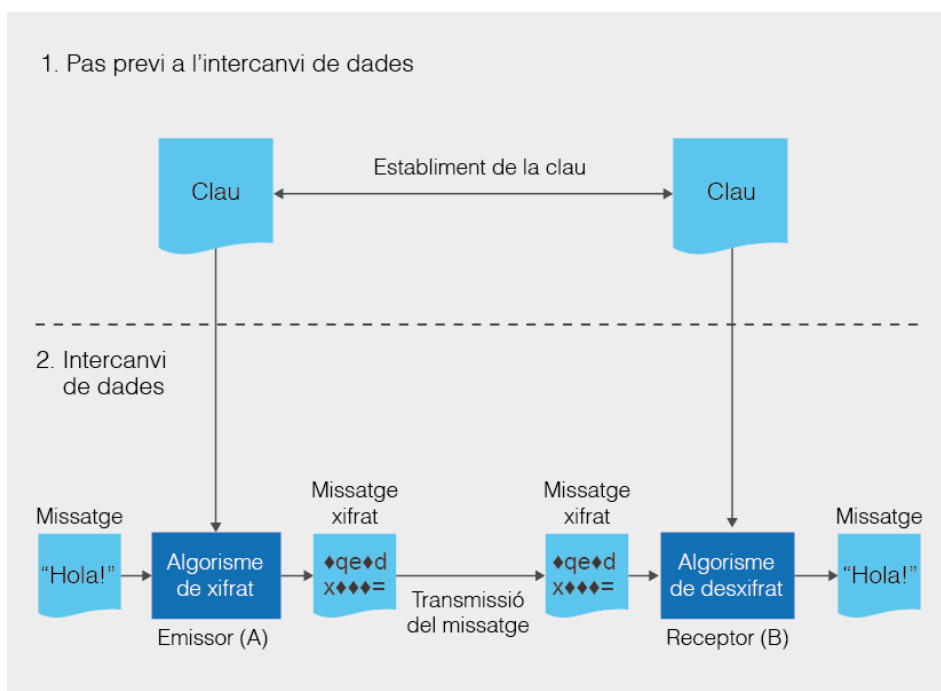 1. Pas previ a l'intercanvi de dades
Establiment de la clau
Clau
Clau
2. Intercanvi
de dades
Missatge
Missatge
xifrat
Missatge
xifrat
Missatge
“Hola!”
Algorisme
de xifrat
♦qe♦d
x♦♦♦=
Transmissió
del missatge
♦qe♦d
x♦♦♦=
Algorisme
de desxifrat
“Hola!”
Emissor (A)
Receptor (B)